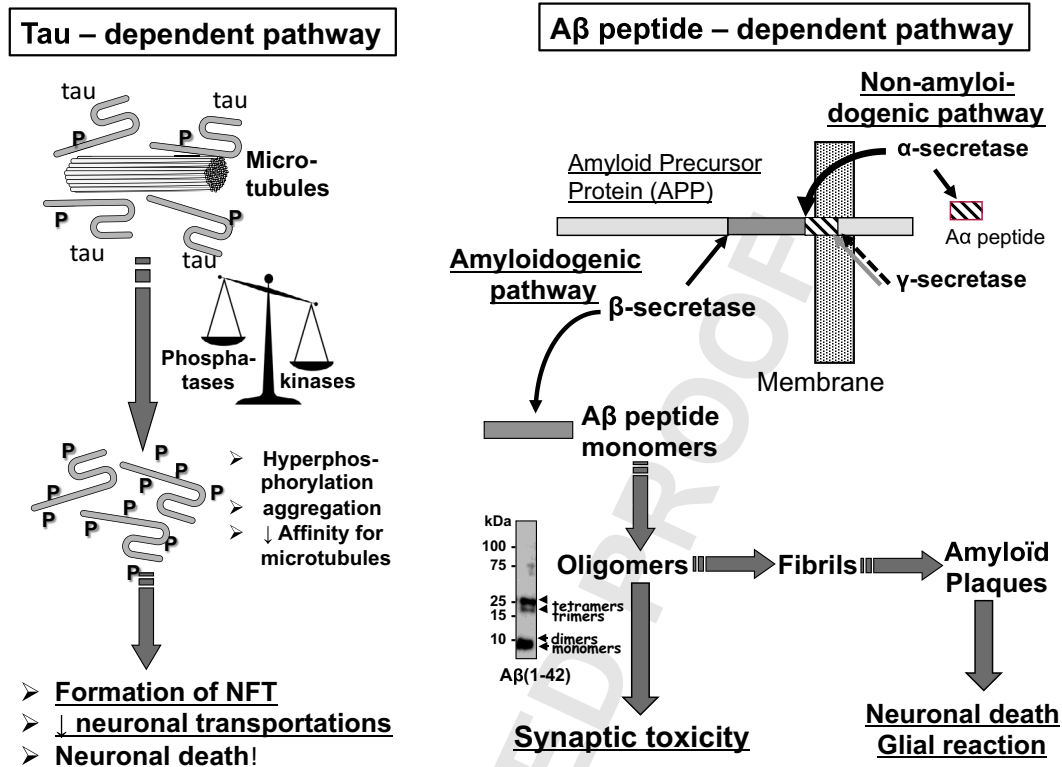 Tau – dependent pathway
tau
tau
P
P
Micro-
tubules
P
P
tau
tau
Phospha-
tases
kinases
P
P
P
P
P
P
P
P
P
P
➢ Hyperphos-
phorylation
➢ aggregation
➢ ↓ Affinity for
microtubules
➢ Formation of NFT
➢ ↓ neuronal transportations
➢ Neuronal death!
Aβ peptide – dependent pathway
Non-amyloi-
dogenic pathway
α-secretase
Amyloid Precursor
Protein (APP)
Aα peptide
Amyloidogenic
pathway
γ-secretase
β-secretase
Membrane
Aβ peptide
monomers
kDa
100
75
25
15
10
tetramers
trimers
dimers
monomers
Aβ(1-42)
Oligomers
Fibrils
Amyloïd
Plaques
Synaptic toxicity
Neuronal death
Glial reaction
EDPROOF